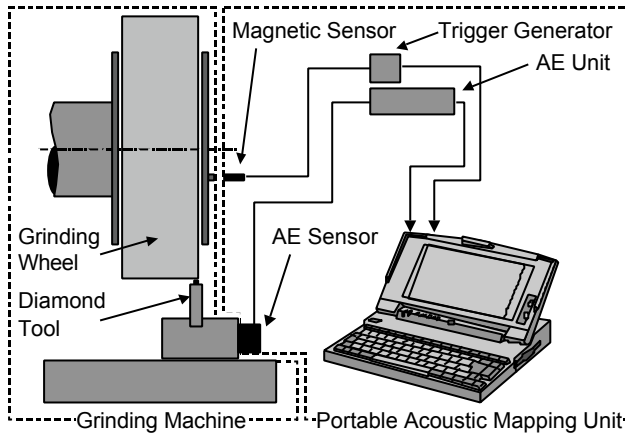 Magnetic Sensor
Trigger Generator
AE Unit
Grinding
Wheel
AE Sensor
Diamond
Tool
Grinding Machine
Portable Acoustic Mapping Unit